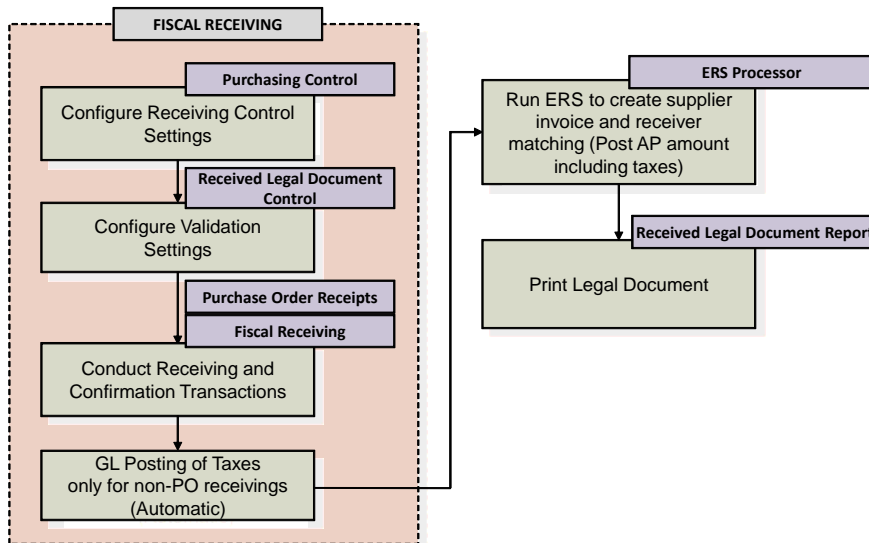 FISCAL RECEIVING
Purchasing Control
Configure Receiving Control
Settings
Received Legal Document
Control
Configure Validation
Settings
Purchase Order Receipts
Fiscal Receiving
Conduct Receiving and
Confirmation Transactions
GL Posting of Taxes
only for non-PO receivings
(Automatic)
ERS Processor
Run ERS to create supplier
invoice and receiver
matching (Post AP amount
including taxes)
Received Legal Document Report
Print Legal Document